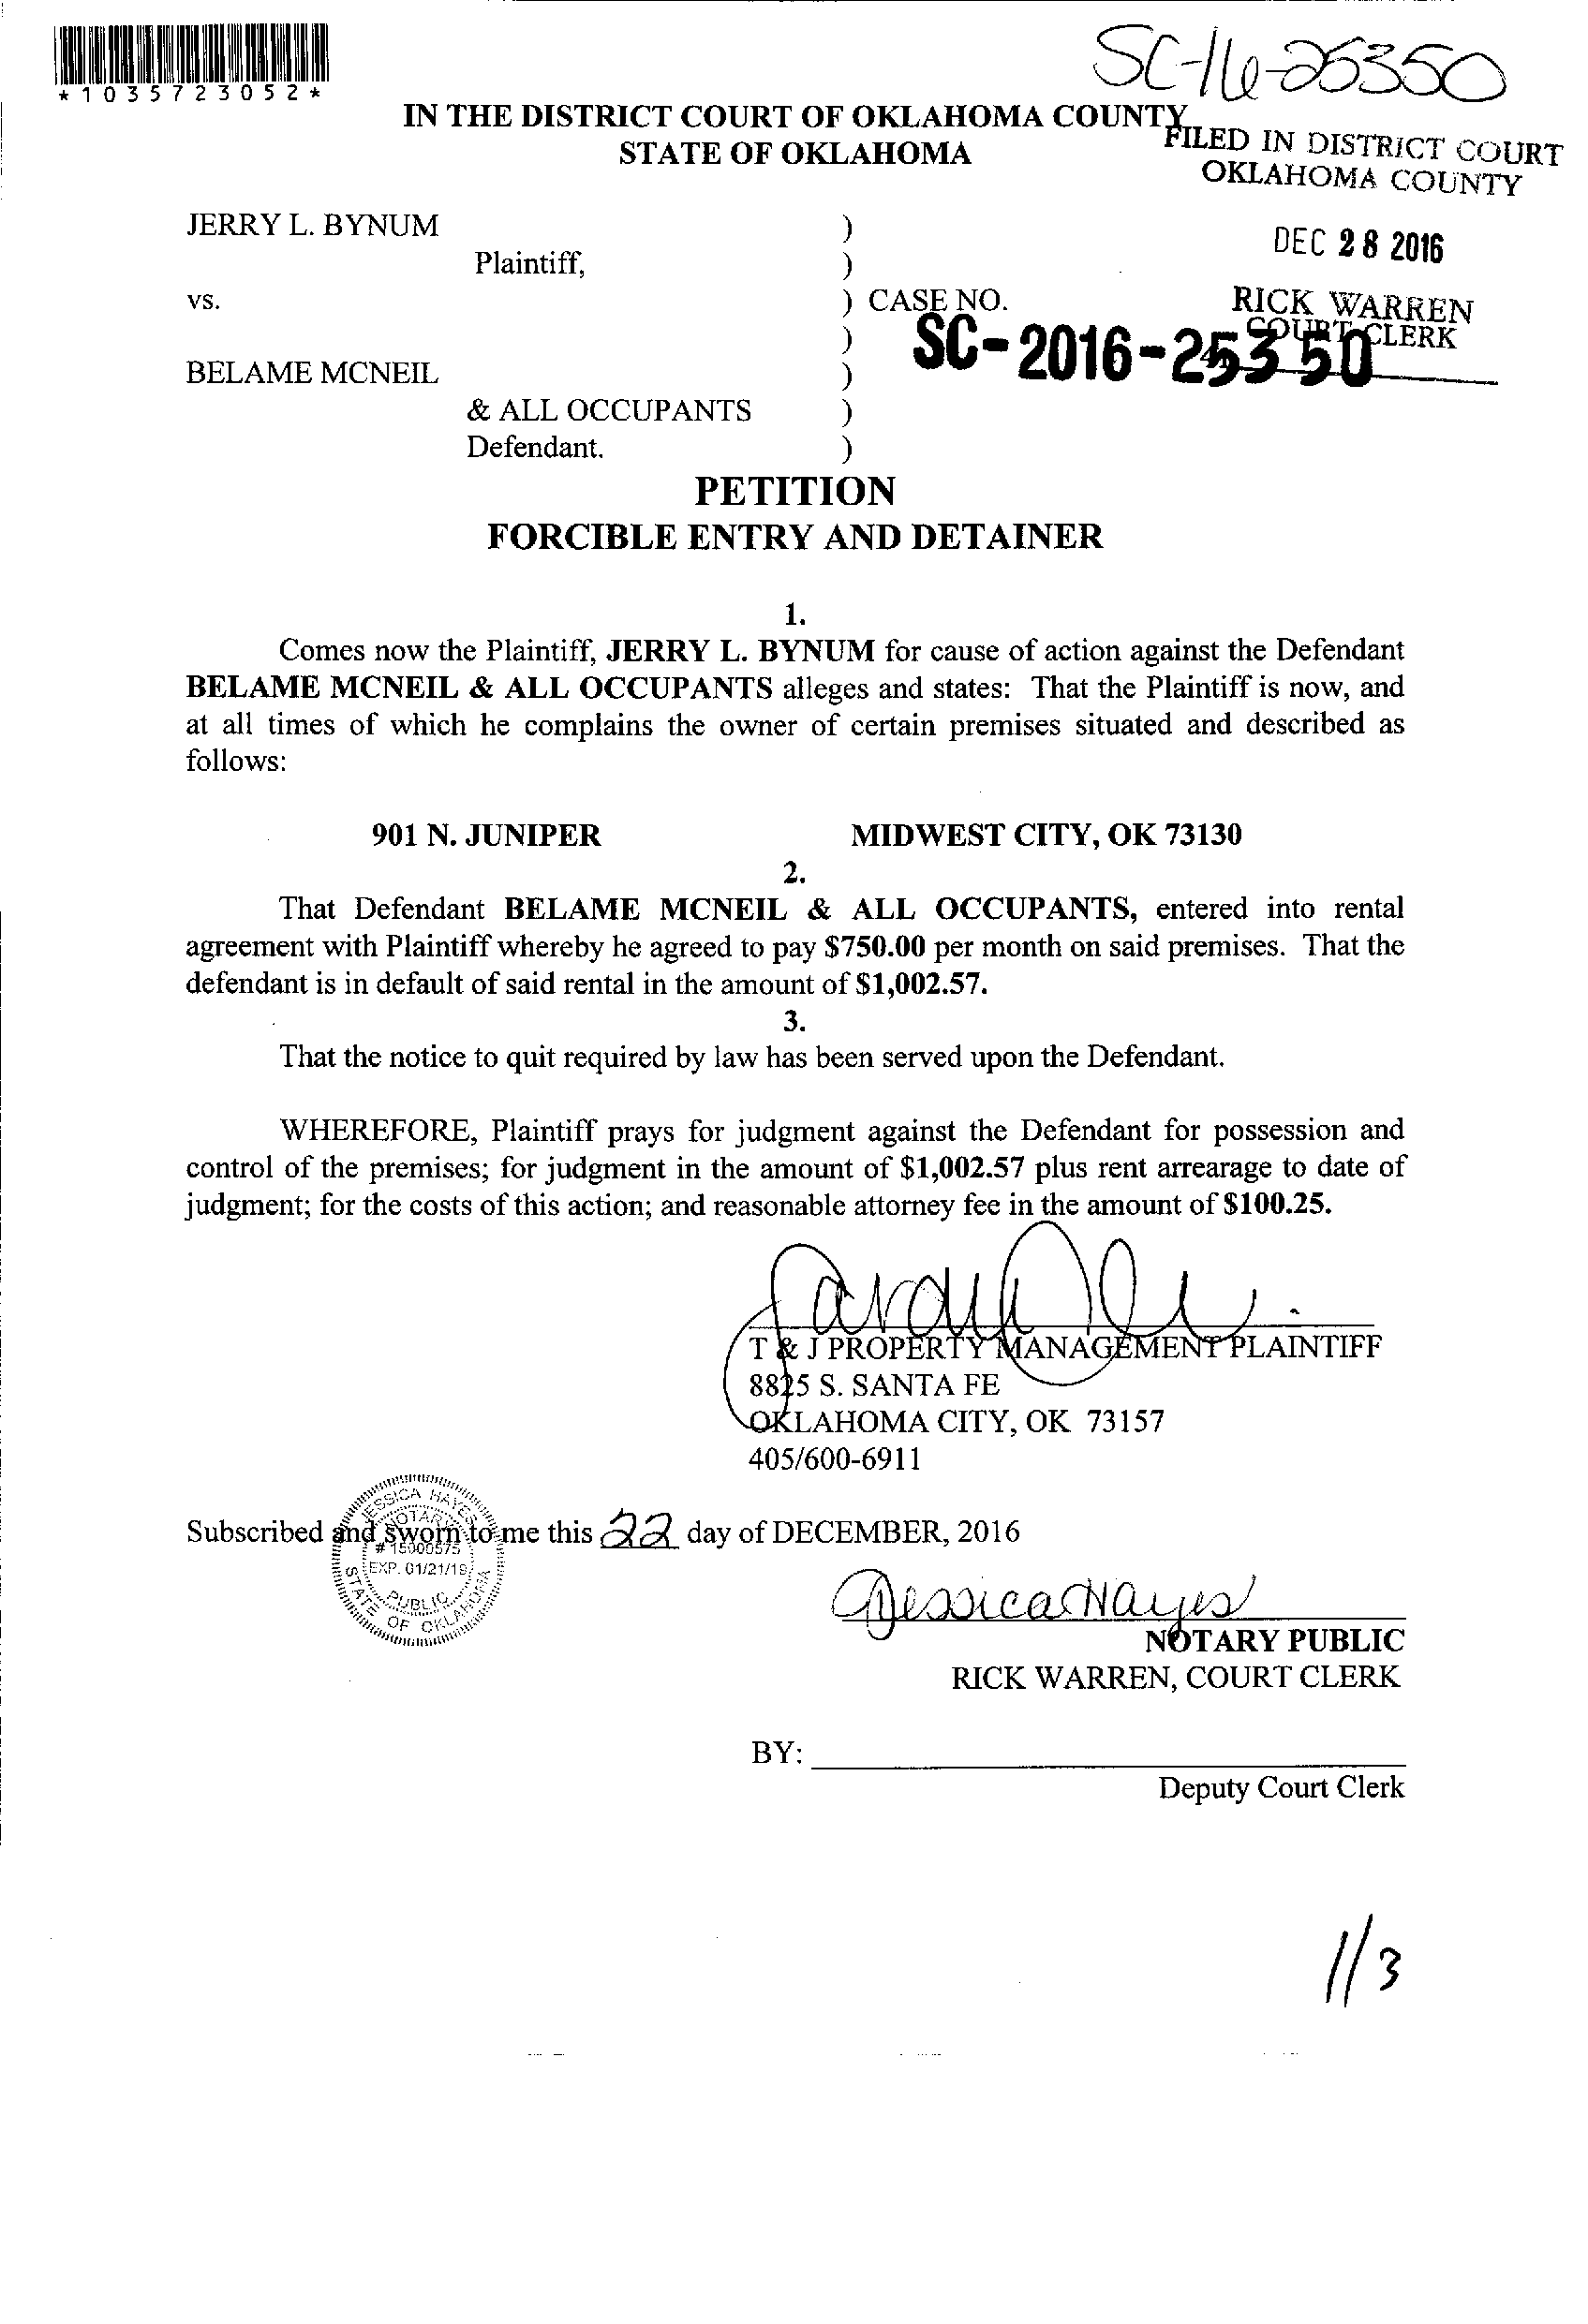 *1035723052*
SC-16-25350
IN THE DISTRICT COURT OF OKLAHOMA COUNTY
STATE OF OKLAHOMA
FILED IN DISTRICT COURT
OKLAHOMA COUNTY
DEC 28 2016
RICK WARREN
COURT CLERK
JERRY L. BYNUM )
Plaintiff, )
vs. ) CASE NO.
) SC-2016-25350
BELAME MCNEIL )
& ALL OCCUPANTS )
Defendant. )
PETITION
FORCIBLE ENTRY AND DETAINER
1.
Comes now the Plaintiff, JERRY L. BYNUM for cause of action against the Defendant
BELAME MCNEIL & ALL OCCUPANTS alleges and states: That the Plaintiff is now, and
at all times of which he complains the owner of certain premises situated and described as
follows:
901 N. JUNIPER MIDWEST CITY, OK 73130
2.
That Defendant BELAME MCNEIL & ALL OCCUPANTS, entered into rental
agreement with Plaintiff whereby he agreed to pay $750.00 per month on said premises. That the
defendant is in default of said rental in the amount of $1,002.57.
3.
That the notice to quit required by law has been served upon the Defendant.
WHEREFORE, Plaintiff prays for judgment against the Defendant for possession and
control of the premises; for judgment in the amount of $1,002.57 plus rent arrearage to date of
judgment; for the costs of this action; and reasonable attorney fee in the amount of $100.25.
T & J PROPERTY MANAGEMENT PLAINTIFF
8815 S. SANTA FE
OKLAHOMA CITY, OK 73157
405/600-6911
Subscribed and sworn to me this 22 day of DECEMBER, 2016
JESSICA HAYES
NOTARY
# 15000575
EXP. 01/21/19
PUBLIC
STATE OF OKLAHOMA
Jessica Hayes
NOTARY PUBLIC
RICK WARREN, COURT CLERK
BY:
Deputy Court Clerk
1/3